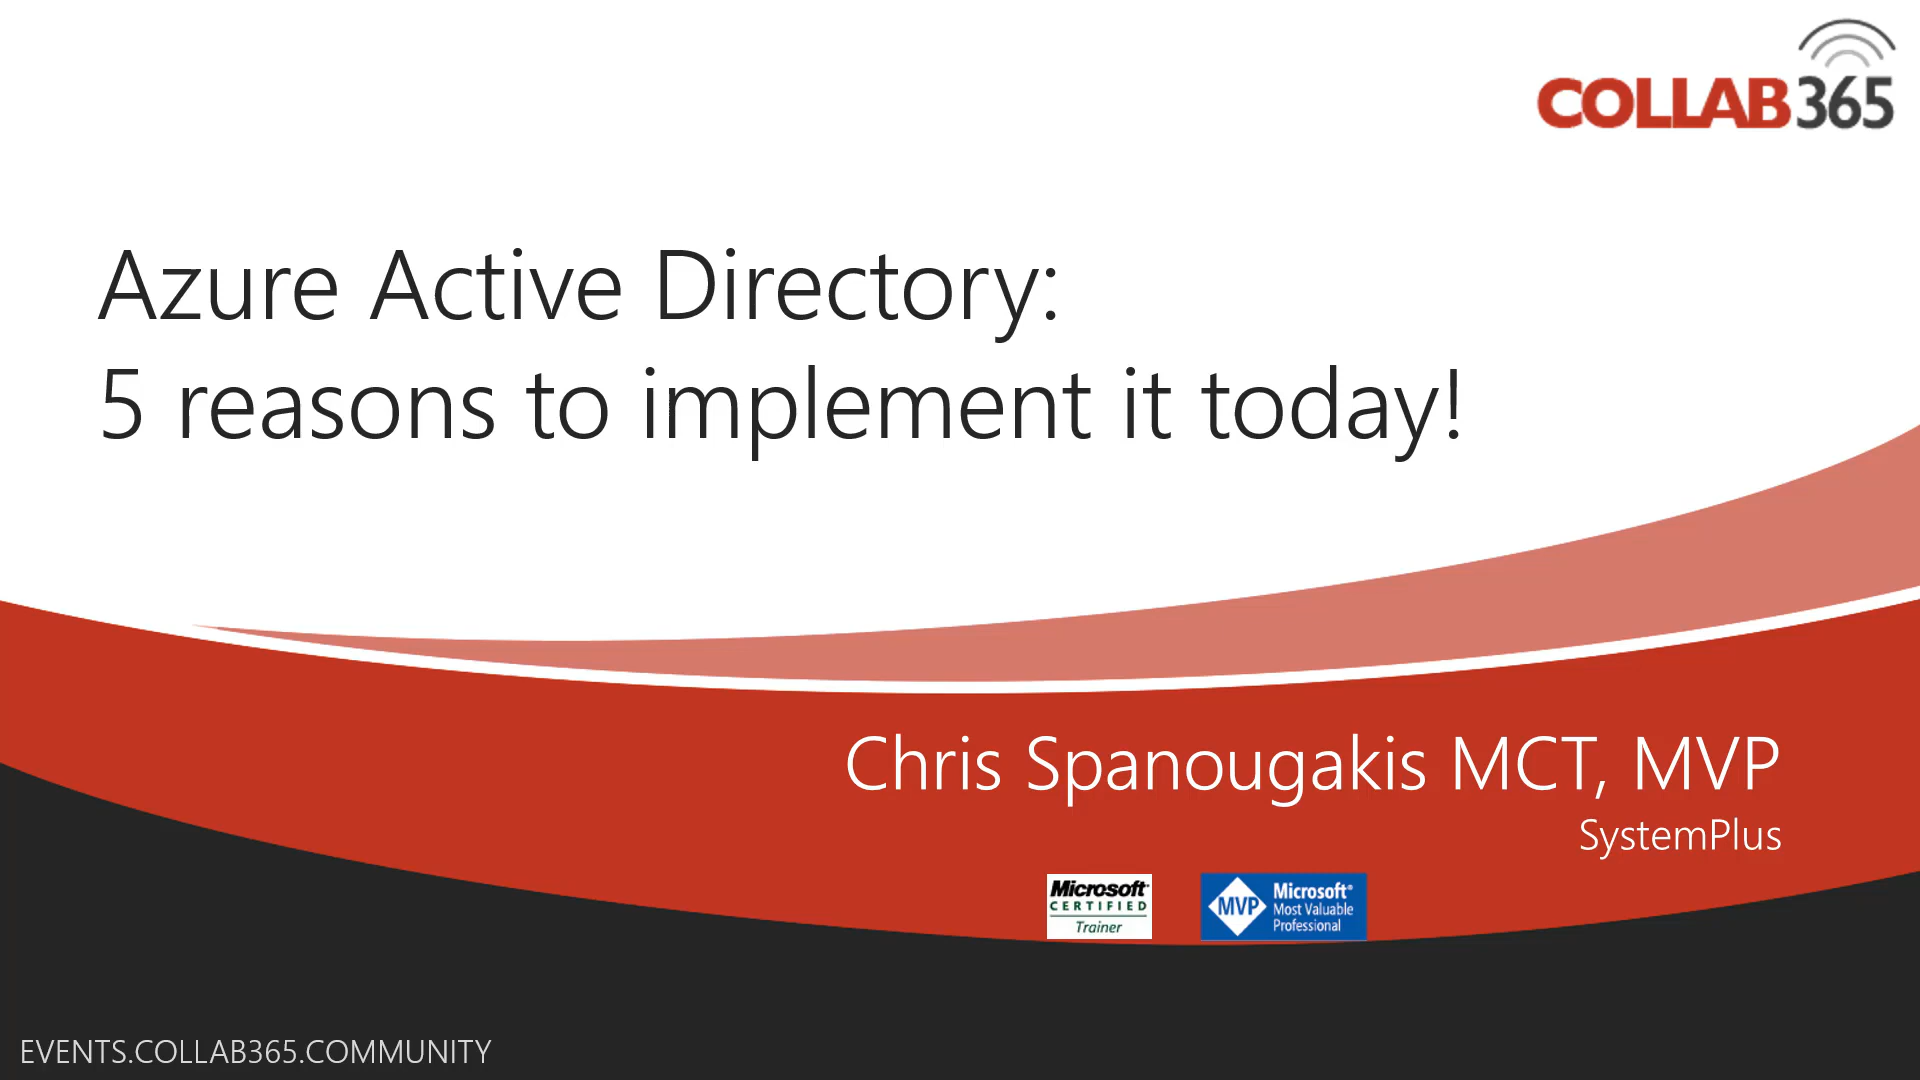 COLLAB365
Azure Active Directory:
5 reasons to implement it today!
Chris Spanougakis MCT, MVP
SystemPlus
Microsoft
CERTIFIED
Trainer
MVP
Microsoft®
Most Valuable
Professional
EVENTS.COLLAB365.COMMUNITY